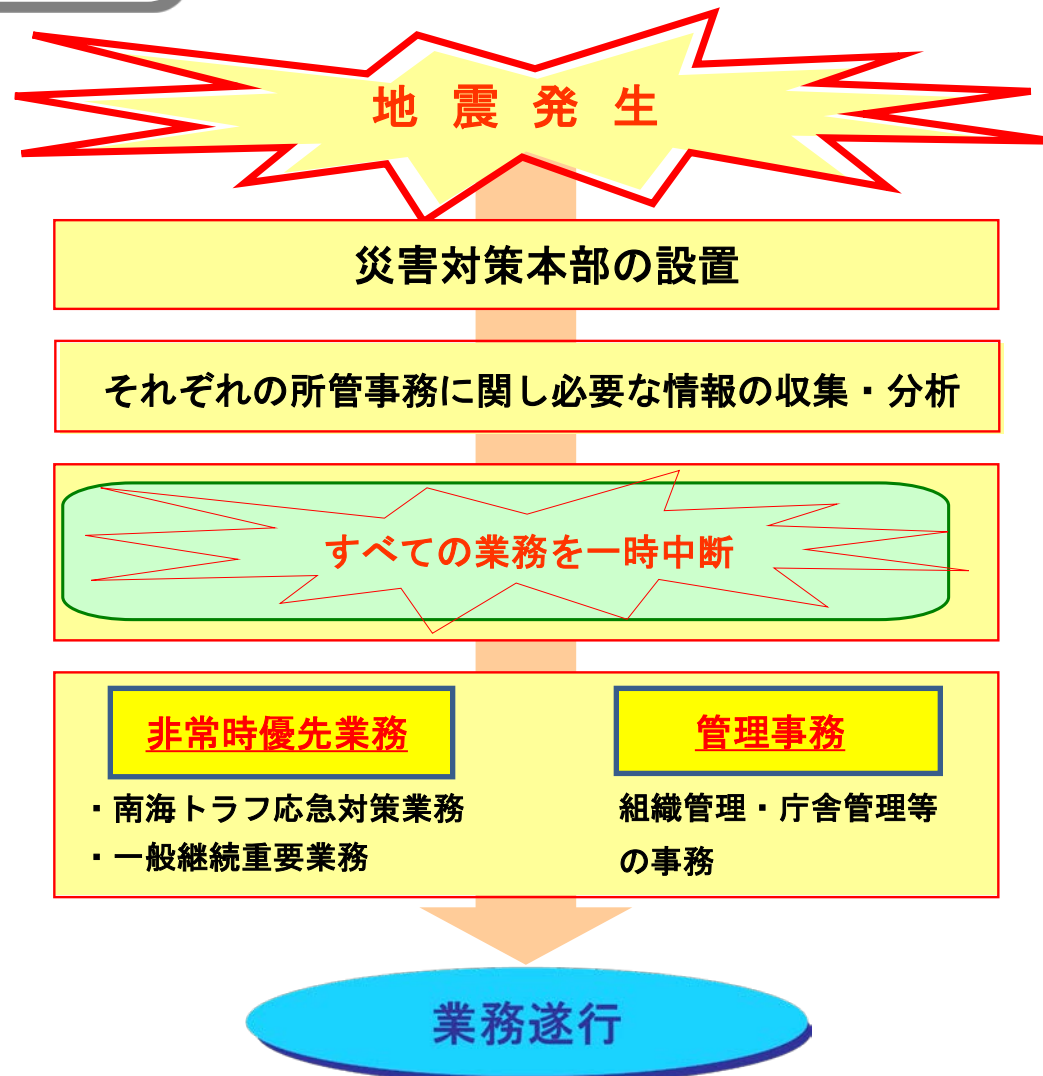 地震発生
災害対策本部の設置
それぞれの所管事務に関し必要な情報の収集・分析
すべての業務を一時中断
非常時優先業務
・南海トラフ応急対策業務
・一般継続重要業務
管理事務
組織管理・庁舎管理等
の事務
業務遂行